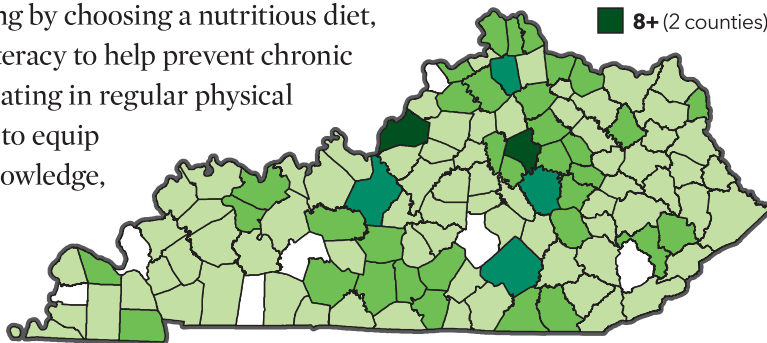 ng by choosing a nutritious diet,
teracy to help prevent chronic
ating in regular physical
to equip
owledge,
8+ (2 counties)